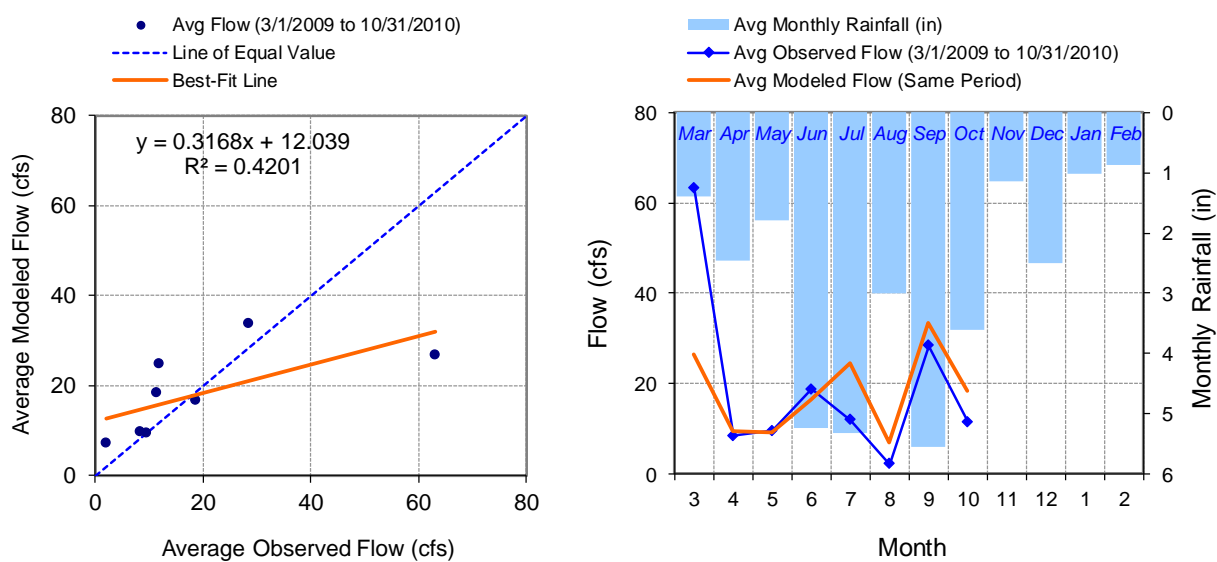 Avg Flow (3/1/2009 to 10/31/2010)
Line of Equal Value
Best-Fit Line
y = 0.3168x + 12.039
R² = 0.4201
Average Modeled Flow (cfs)
80
60
40
20
0
0 20 40 60 80
Average Observed Flow (cfs)
Avg Monthly Rainfall (in)
Avg Observed Flow (3/1/2009 to 10/31/2010)
Avg Modeled Flow (Same Period)
Flow (cfs)
80
60
40
20
0
Mar Apr May Jun Jul Aug Sep Oct Nov Dec Jan Feb
0
1
2
3
4
5
6
Monthly Rainfall (in)
3 4 5 6 7 8 9 10 11 12 1 2
Month